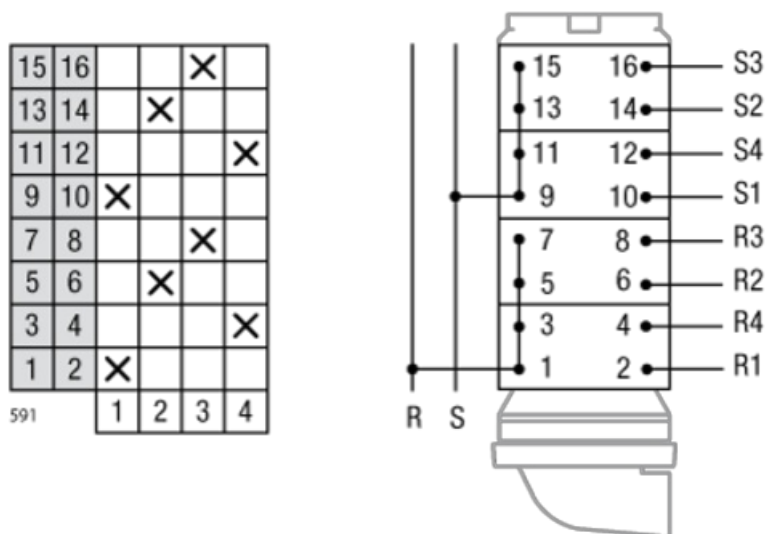 15 16 X
13 14 X
11 12 X
9 10 X
7 8 X
5 6 X
3 4 X
1 2 X
591 1 2 3 4
15 16 S3
13 14 S2
11 12 S4
9 10 S1
7 8 R3
5 6 R2
3 4 R4
1 2 R1
R S